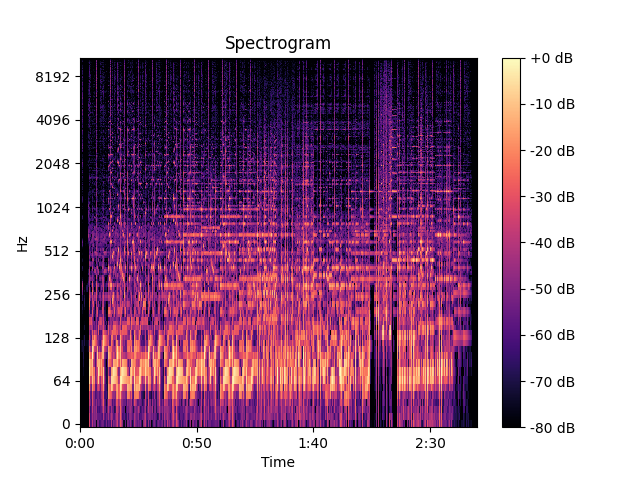 Spectrogram
8192
4096
2048
1024
512
256
128
64
0
Hz
0:00
0:50
1:40
2:30
Time
+0 dB
-10 dB
-20 dB
-30 dB
-40 dB
-50 dB
-60 dB
-70 dB
-80 dB